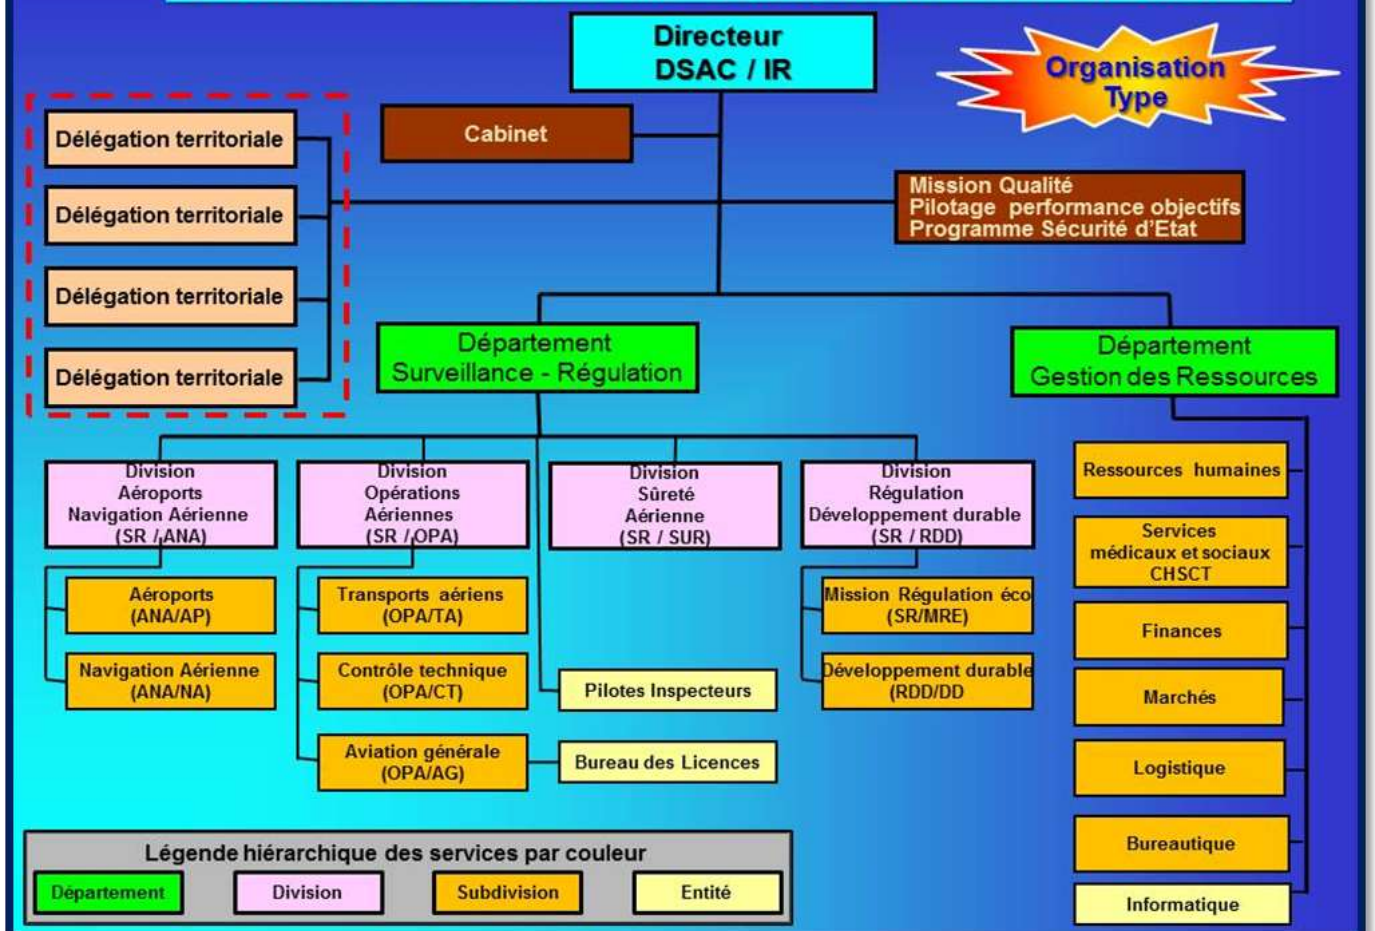 Directeur
DSAC / IR
Organisation
Type
Cabinet
Délégation territoriale
Délégation territoriale
Délégation territoriale
Délégation territoriale
Mission Qualité
Pilotage performance objectifs
Programme Sécurité d'Etat
Département
Surveillance - Régulation
Département
Gestion des Ressources
Division
Aéroports
Navigation Aérienne
(SR / ANA)
Division
Opérations
Aériennes
(SR / OPA)
Division
Sûreté
Aérienne
(SR / SUR)
Division
Régulation
Développement durable
(SR / RDD)
Aéroports
(ANA/AP)
Navigation Aérienne
(ANA/NA)
Transports aériens
(OPA/TA)
Contrôle technique
(OPA/CT)
Aviation générale
(OPA/AG)
Pilotes Inspecteurs
Bureau des Licences
Mission Régulation éco
(SR/MRE)
Développement durable
(RDD/DD
Ressources humaines
Services
médicaux et sociaux
CHSCT
Finances
Marchés
Logistique
Bureautique
Informatique
Légende hiérarchique des services par couleur
Département
Division
Subdivision
Entité